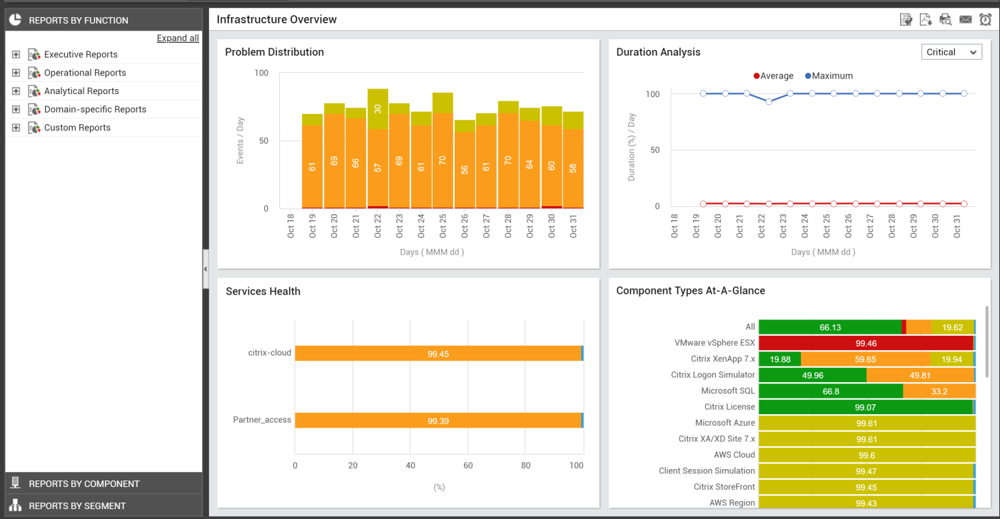 REPORTS BY FUNCTION
Expand all
Executive Reports
Operational Reports
Analytical Reports
Domain-specific Reports
Custom Reports
REPORTS BY COMPONENT
REPORTS BY SEGMENT
Infrastructure Overview
Problem Distribution
Events / Day
100
50
0
30
61
69
66
57
69
61
70
56
61
70
64
60
58
Oct 18
Oct 19
Oct 20
Oct 21
Oct 22
Oct 23
Oct 24
Oct 25
Oct 26
Oct 27
Oct 28
Oct 29
Oct 30
Oct 31
Days ( MMM dd )
Duration Analysis
Critical
Average Maximum
Duration (%) / Day
100
50
0
Oct 18
Oct 19
Oct 20
Oct 21
Oct 22
Oct 23
Oct 24
Oct 25
Oct 26
Oct 27
Oct 28
Oct 29
Oct 30
Oct 31
Days ( MMM dd )
Services Health
citrix-cloud 99.45
Partner_access 99.39
0 20 40 60 80 100
(%)
Component Types At-A-Glance
All 66.13 19.62
VMware vSphere ESX 99.46
Citrix XenApp 7.x 19.88 59.65 19.94
Citrix Logon Simulator 49.96 49.81
Microsoft SQL 66.8 33.2
Citrix License 99.07
Microsoft Azure 99.61
Citrix XA/XD Site 7.x 99.61
AWS Cloud 99.6
Client Session Simulation 99.47
Citrix StoreFront 99.45
AWS Region 99.43